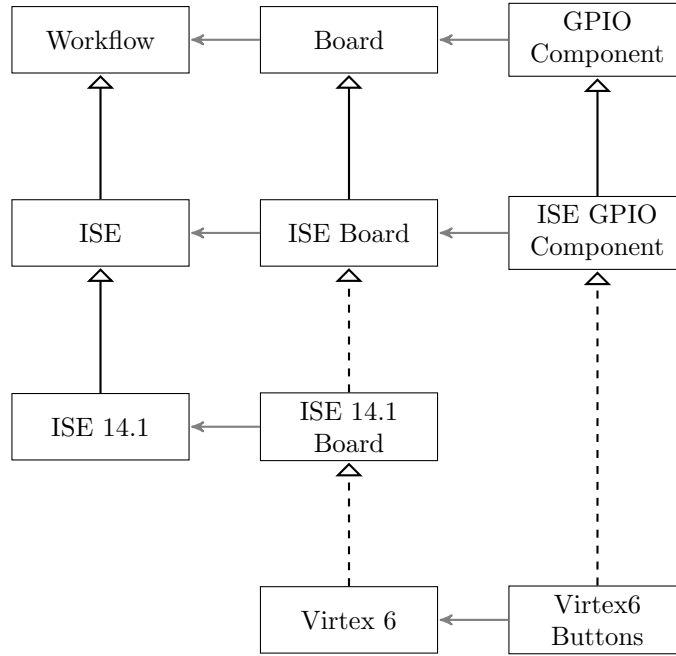 Workflow
Board
GPIO
Component
ISE
ISE Board
ISE GPIO
Component
ISE 14.1
ISE 14.1
Board
Virtex 6
Virtex6
Buttons